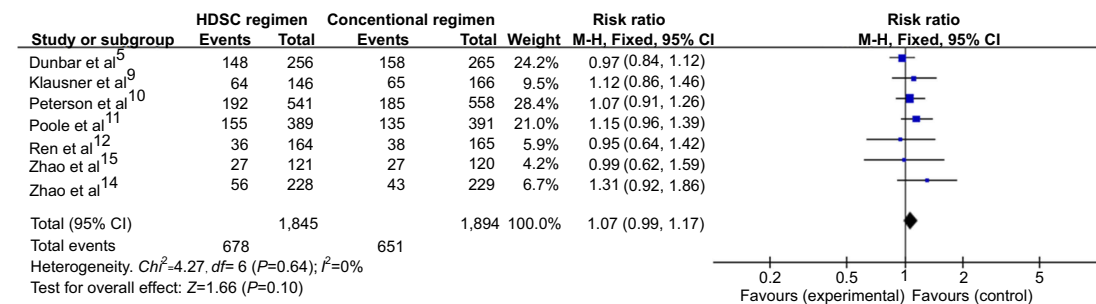 HDSC regimen Concentional regimen Risk ratio Risk ratio
Study or subgroup Events Total Events Total Weight M-H, Fixed, 95% CI M-H, Fixed, 95% CI
Dunbar et al5 148 256 158 265 24.2% 0.97 (0.84, 1.12)
Klausner et al9 64 146 65 166 9.5% 1.12 (0.86, 1.46)
Peterson et al10 192 541 185 558 28.4% 1.07 (0.91, 1.26)
Poole et al11 155 389 135 391 21.0% 1.15 (0.96, 1.39)
Ren et al12 36 164 38 165 5.9% 0.95 (0.64, 1.42)
Zhao et al15 27 121 27 120 4.2% 0.99 (0.62, 1.59)
Zhao et al14 56 228 43 229 6.7% 1.31 (0.92, 1.86)
Total (95% CI) 1,845 1,894 100.0% 1.07 (0.99, 1.17)
Total events 678 651
Heterogeneity. Chi2=4.27, df= 6 (P=0.64); I2=0%
Test for overall effect: Z=1.66 (P=0.10)
0.2 0.5 1 2 5
Favours (experimental) Favours (control)